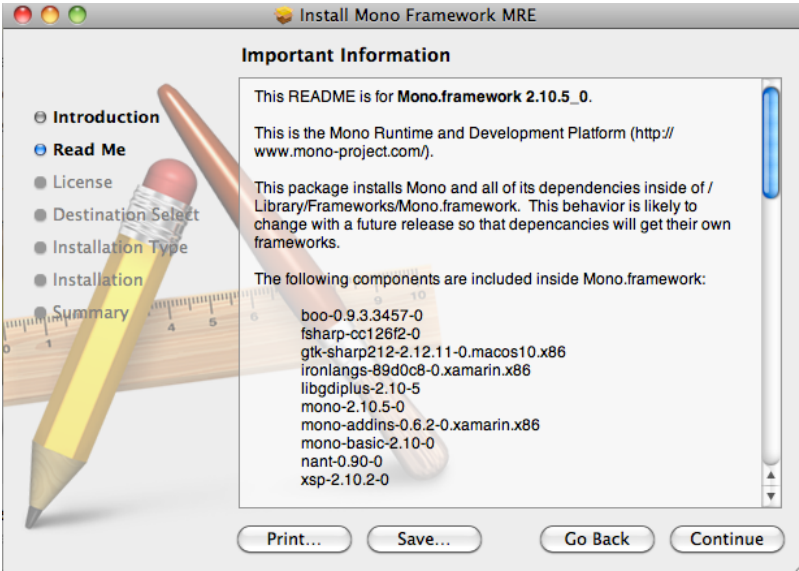 Install Mono Framework MRE
Important Information
Introduction
Read Me
License
Destination Select
Installation Type
Installation
Summary
This README is for Mono.framework 2.10.5_0.
This is the Mono Runtime and Development Platform (http://
www.mono-project.com/).
This package installs Mono and all of its dependencies inside of /
Library/Frameworks/Mono.framework.  This behavior is likely to
change with a future release so that depencancies will get their own
frameworks.
The following components are included inside Mono.framework:
boo-0.9.3.3457-0
fsharp-cc126f2-0
gtk-sharp212-2.12.11-0.macos10.x86
ironlangs-89d0c8-0.xamarin.x86
libgdiplus-2.10-5
mono-2.10.5-0
mono-addins-0.6.2-0.xamarin.x86
mono-basic-2.10-0
nant-0.90-0
xsp-2.10.2-0
0 1 4 5 6 9 10
Print... Save... Go Back Continue